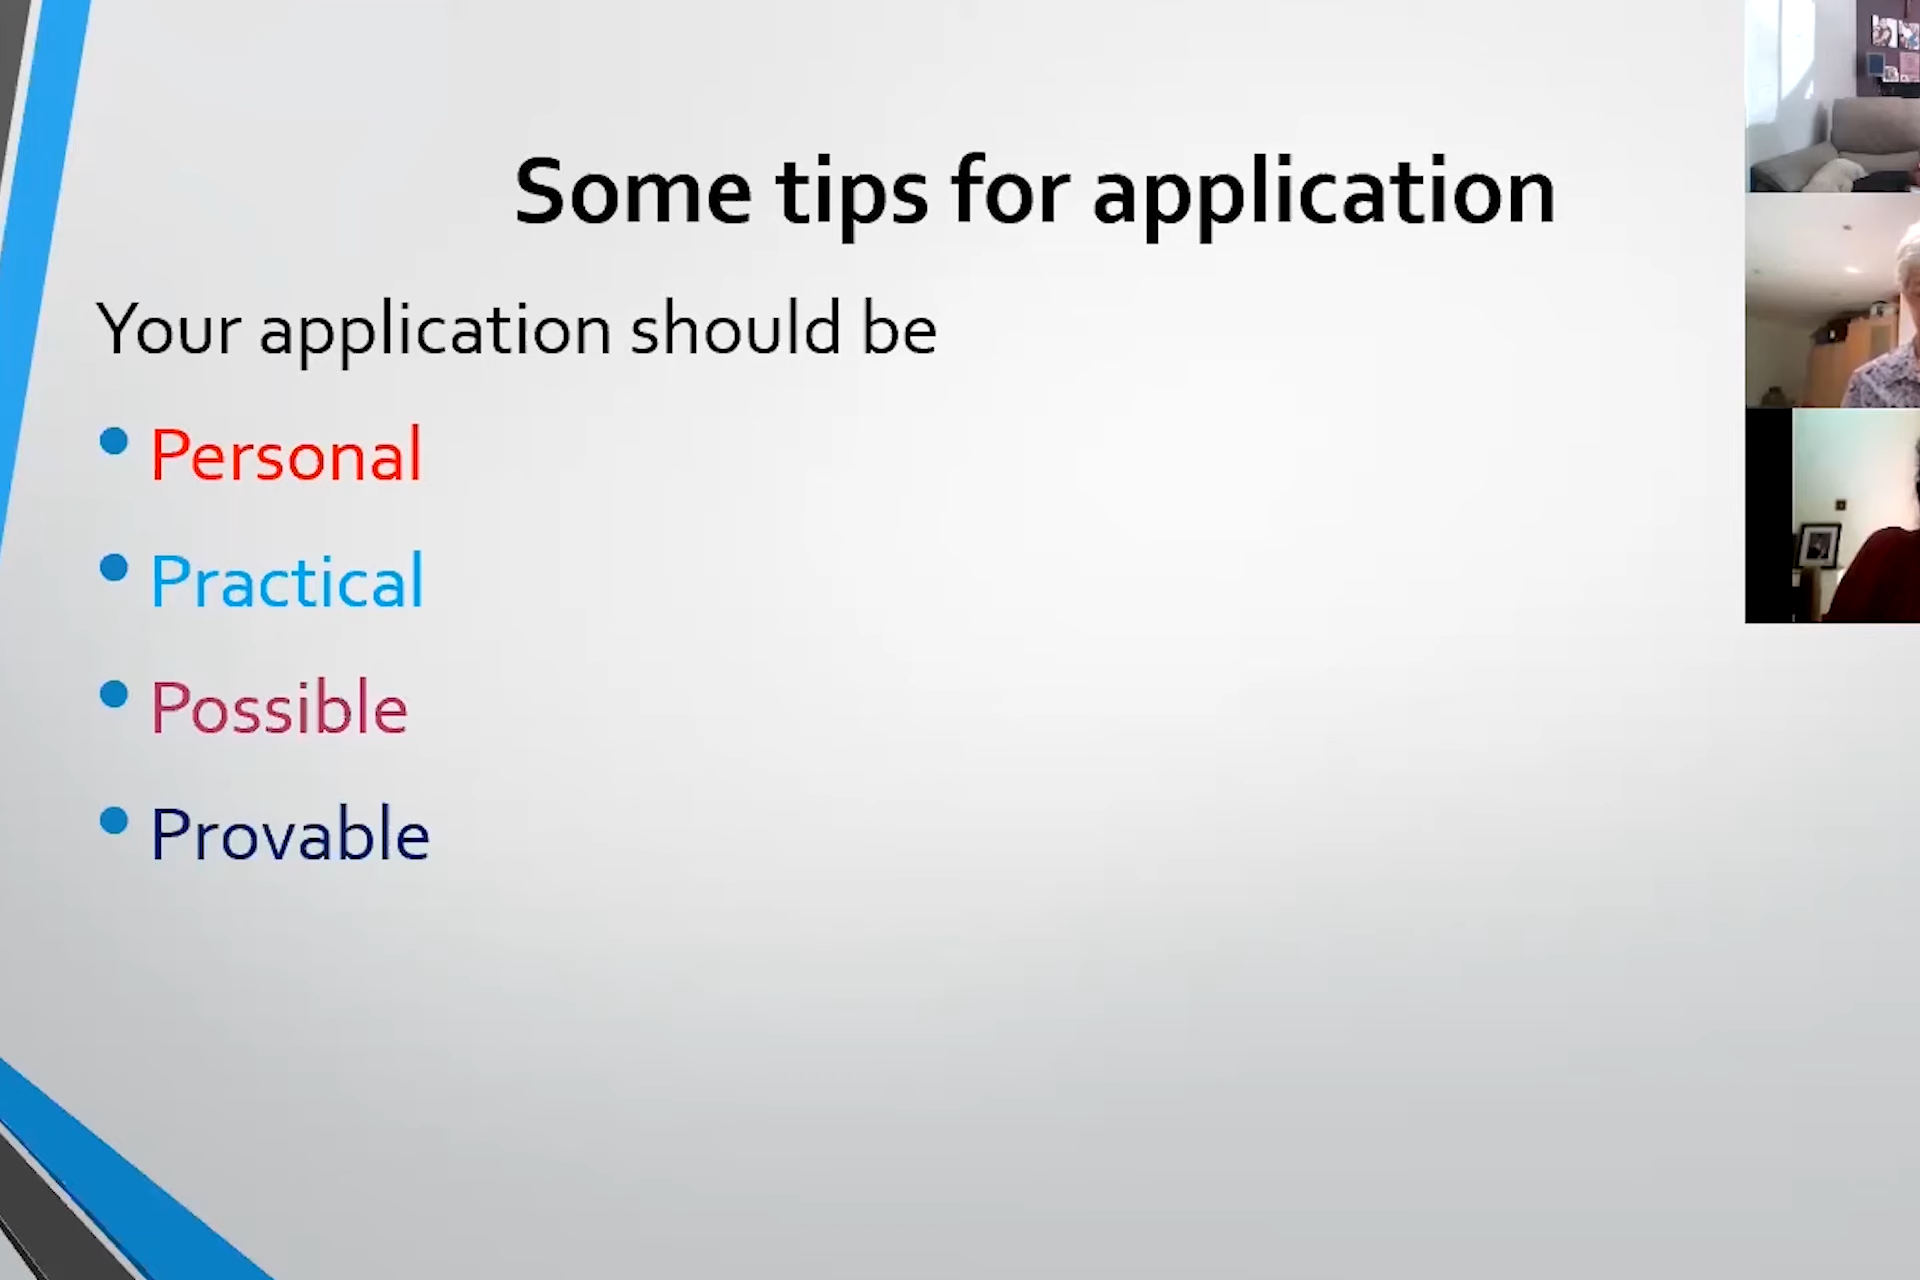 Some tips for application
Your application should be
• Personal
• Practical
• Possible
• Provable